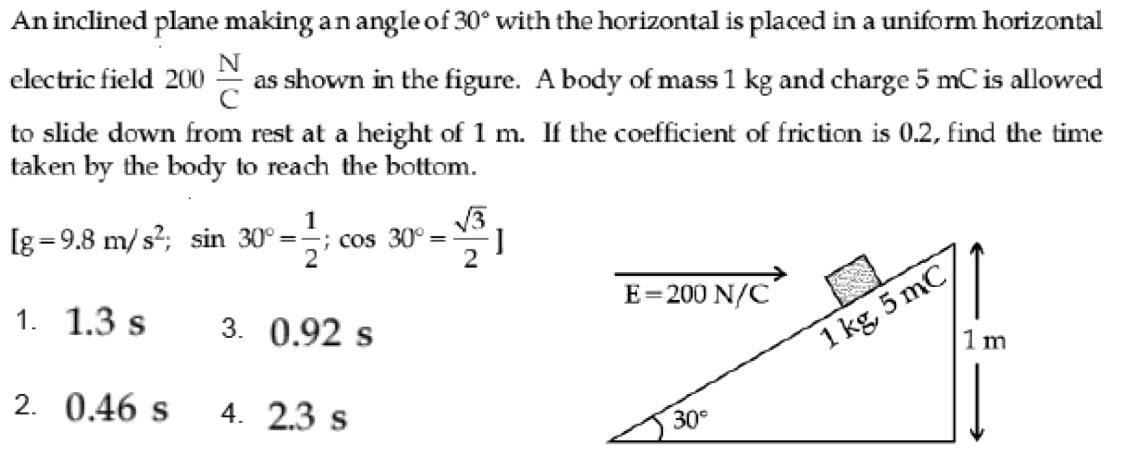 An inclined plane making an angle of 30° with the horizontal is placed in a uniform horizontal
electric field 200 N/C as shown in the figure. A body of mass 1 kg and charge 5 mC is allowed
to slide down from rest at a height of 1 m. If the coefficient of friction is 0.2, find the time
taken by the body to reach the bottom.
[g = 9.8 m/s²; sin 30° = 1/2; cos 30° = √3/2 ]
E=200 N/C
1 kg, 5 mC
1 m
30°
1. 1.3 s 3. 0.92 s
2. 0.46 s 4. 2.3 s